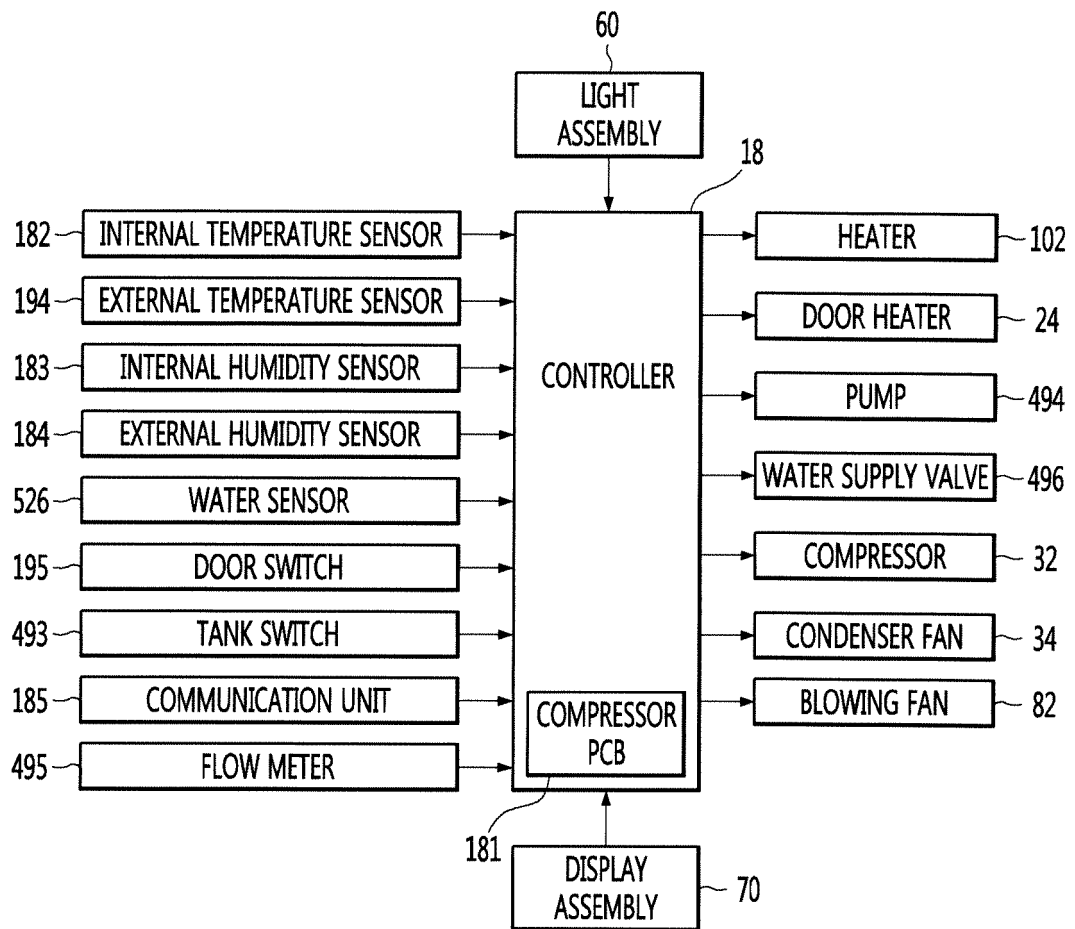 60
LIGHT
ASSEMBLY
18
182 INTERNAL TEMPERATURE SENSOR
HEATER 102
194 EXTERNAL TEMPERATURE SENSOR
DOOR HEATER 24
183 INTERNAL HUMIDITY SENSOR
CONTROLLER
PUMP 494
184 EXTERNAL HUMIDITY SENSOR
WATER SUPPLY VALVE 496
526 WATER SENSOR
COMPRESSOR 32
195 DOOR SWITCH
493 TANK SWITCH
CONDENSER FAN 34
185 COMMUNICATION UNIT
BLOWING FAN 82
COMPRESSOR
PCB
495 FLOW METER
181
DISPLAY
ASSEMBLY
70